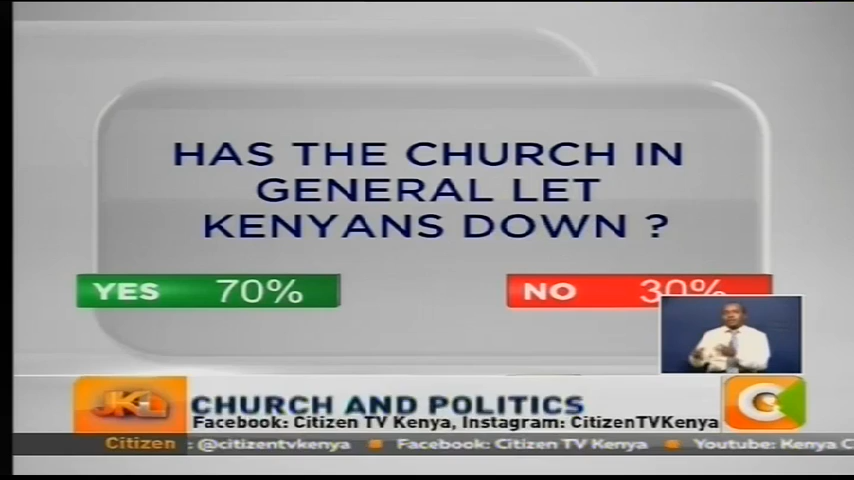 HAS THE CHURCH IN
GENERAL LET
KENYANS DOWN ?
YES 70%
NO 30%
JKL
CHURCH AND POLITICS
Facebook: Citizen TV Kenya, Instagram: CitizenTVKenya
Citizen : @citizentvkenya Facebook: Citizen TV Kenya Youtube: Kenya C